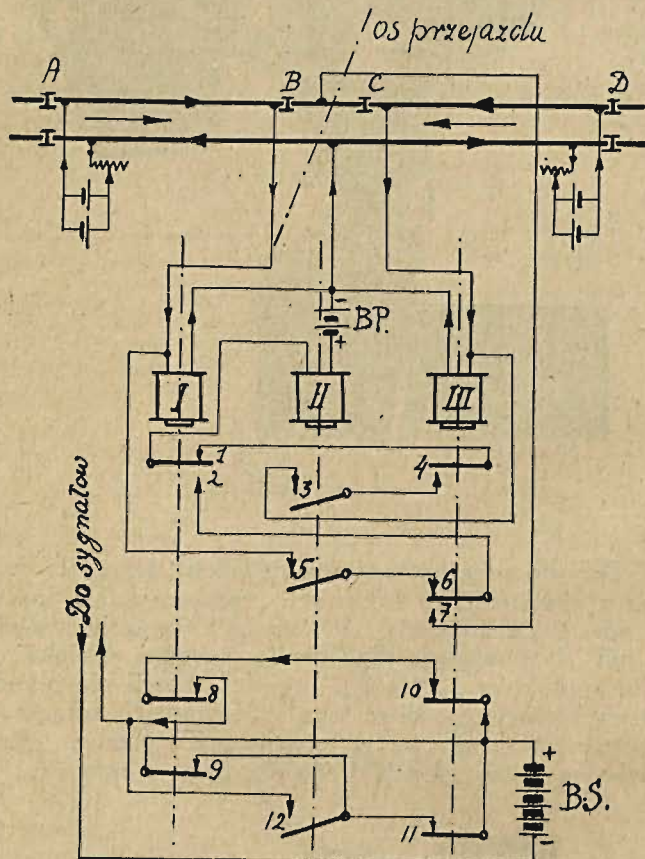 oś przejazdu
A
B
C
D
- BP. +
I
II
III
1
2
3
4
5
6
7
Do sygnałów
8
9
10
11
12
+ B.S. -